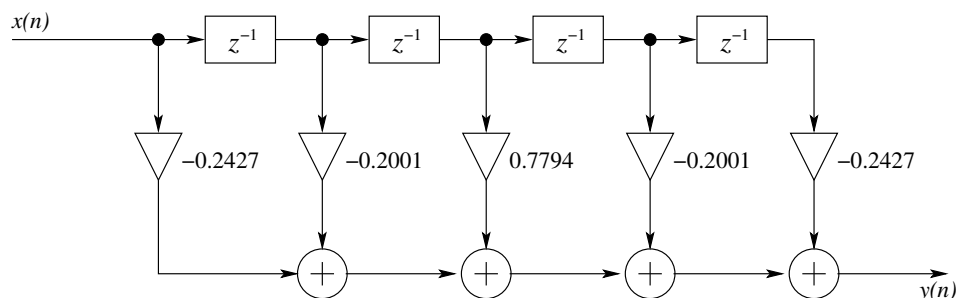 x(n)
z⁻¹ z⁻¹ z⁻¹ z⁻¹
−0.2427 −0.2001 0.7794 −0.2001 −0.2427
+ + + +
y(n)